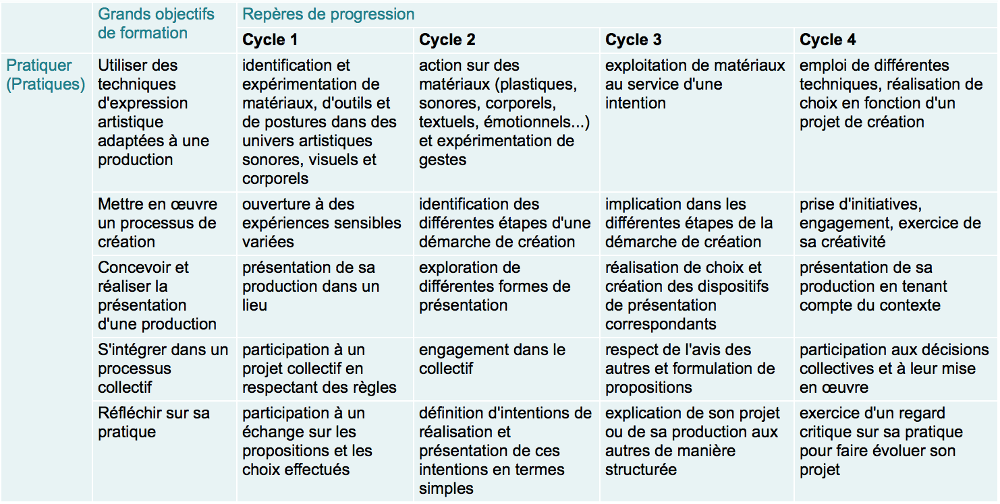 Grands objectifs
de formation
Repères de progression
Cycle 1
Cycle 2
Cycle 3
Cycle 4
Pratiquer
(Pratiques)
Utiliser des
techniques
d'expression
artistique
adaptées à une
production
identification et
expérimentation de
matériaux, d'outils et
de postures dans des
univers artistiques
sonores, visuels et
corporels
action sur des
matériaux (plastiques,
sonores, corporels,
textuels, émotionnels...)
et expérimentation de
gestes
exploitation de matériaux
au service d'une
intention
emploi de différentes
techniques, réalisation de
choix en fonction d'un
projet de création
Mettre en œuvre
un processus de
création
ouverture à des
expériences sensibles
variées
identification des
différentes étapes d'une
démarche de création
implication dans les
différentes étapes de la
démarche de création
prise d'initiatives,
engagement, exercice de
sa créativité
Concevoir et
réaliser la
présentation
d'une production
présentation de sa
production dans un
lieu
exploration de
différentes formes de
présentation
réalisation de choix et
création des dispositifs
de présentation
correspondants
présentation de sa
production en tenant
compte du contexte
S'intégrer dans un
processus
collectif
participation à un
projet collectif en
respectant des règles
engagement dans le
collectif
respect de l'avis des
autres et formulation de
propositions
participation aux décisions
collectives et à leur mise
en œuvre
Réfléchir sur sa
pratique
participation à un
échange sur les
propositions et les
choix effectués
définition d'intentions de
réalisation et
présentation de ces
intentions en termes
simples
explication de son projet
ou de sa production aux
autres de manière
structurée
exercice d'un regard
critique sur sa pratique
pour faire évoluer son
projet